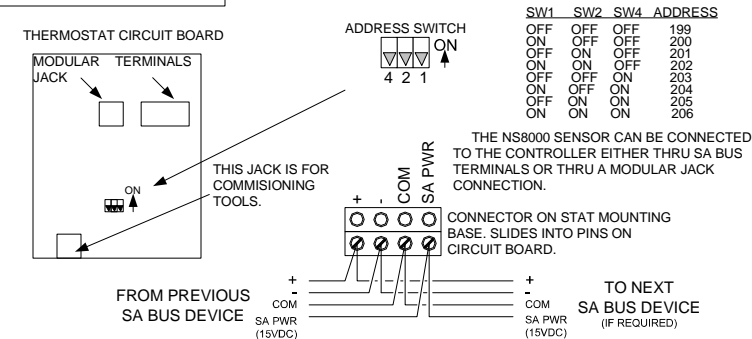 THERMOSTAT CIRCUIT BOARD
MODULAR JACK
TERMINALS
ON
THIS JACK IS FOR
COMMISIONING
TOOLS.
ADDRESS SWITCH
ON
4 2 1
SW1 SW2 SW4 ADDRESS
OFF OFF OFF 199
ON OFF OFF 200
OFF ON OFF 201
ON ON OFF 202
OFF OFF ON 203
ON OFF ON 204
OFF ON ON 205
ON ON ON 206
THE NS8000 SENSOR CAN BE CONNECTED
TO THE CONTROLLER EITHER THRU SA BUS
TERMINALS OR THRU A MODULAR JACK
CONNECTION.
+ - COM SA PWR
CONNECTOR ON STAT MOUNTING
BASE. SLIDES INTO PINS ON
CIRCUIT BOARD.
FROM PREVIOUS
SA BUS DEVICE
+
-
COM
SA PWR
(15VDC)
+
-
COM
SA PWR
(15VDC)
TO NEXT
SA BUS DEVICE
(IF REQUIRED)